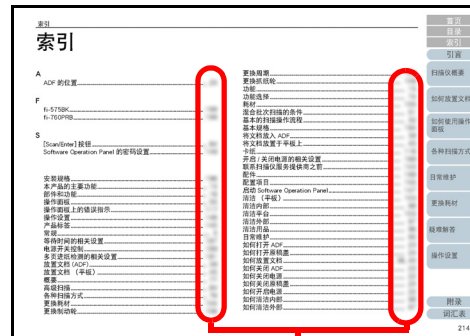 索引
索引
A
ADF 的位置
F
fi-575BK
fi-760PRB
S
[Scan/Enter] 按钮
Software Operation Panel 的密码设置
安装规格
本产品的主要功能
部件和功能
操作面板
操作面板上的错误指示
操作设置
产品标签
常规
等待时间的相关设置
电源开关控制
多页进纸检测的相关设置
放置文档 (ADF)
放置文档 （平板）
概要
高级扫描
各种扫描方式
更换耗材
更换制动轮
更换周期
更换抓纸轮
功能
功能选择
耗材
混合批次扫描的条件
基本的扫描操作流程
基本规格
将文档放入 ADF
将文档放置于平板上
卡纸
开启 / 关闭电源的相关设置
联系扫描仪服务提供商之前
配件
配置项目
启动 Software Operation Panel
清洁 （平板）
清洁内部
清洁平台
清洁外部
清洁用品
日常维护
如何打开 ADF
如何打开原稿盖
如何放置文档
如何关闭 ADF
如何关闭电源
如何关闭原稿盖
如何开启电源
如何清洁内部
如何清洁外部
首页
目录
索引
引言
扫描仪概要
如何放置文档
如何使用操作
面板
各种扫描方式
日常维护
更换耗材
疑难解答
操作设置
附录
词汇表
214